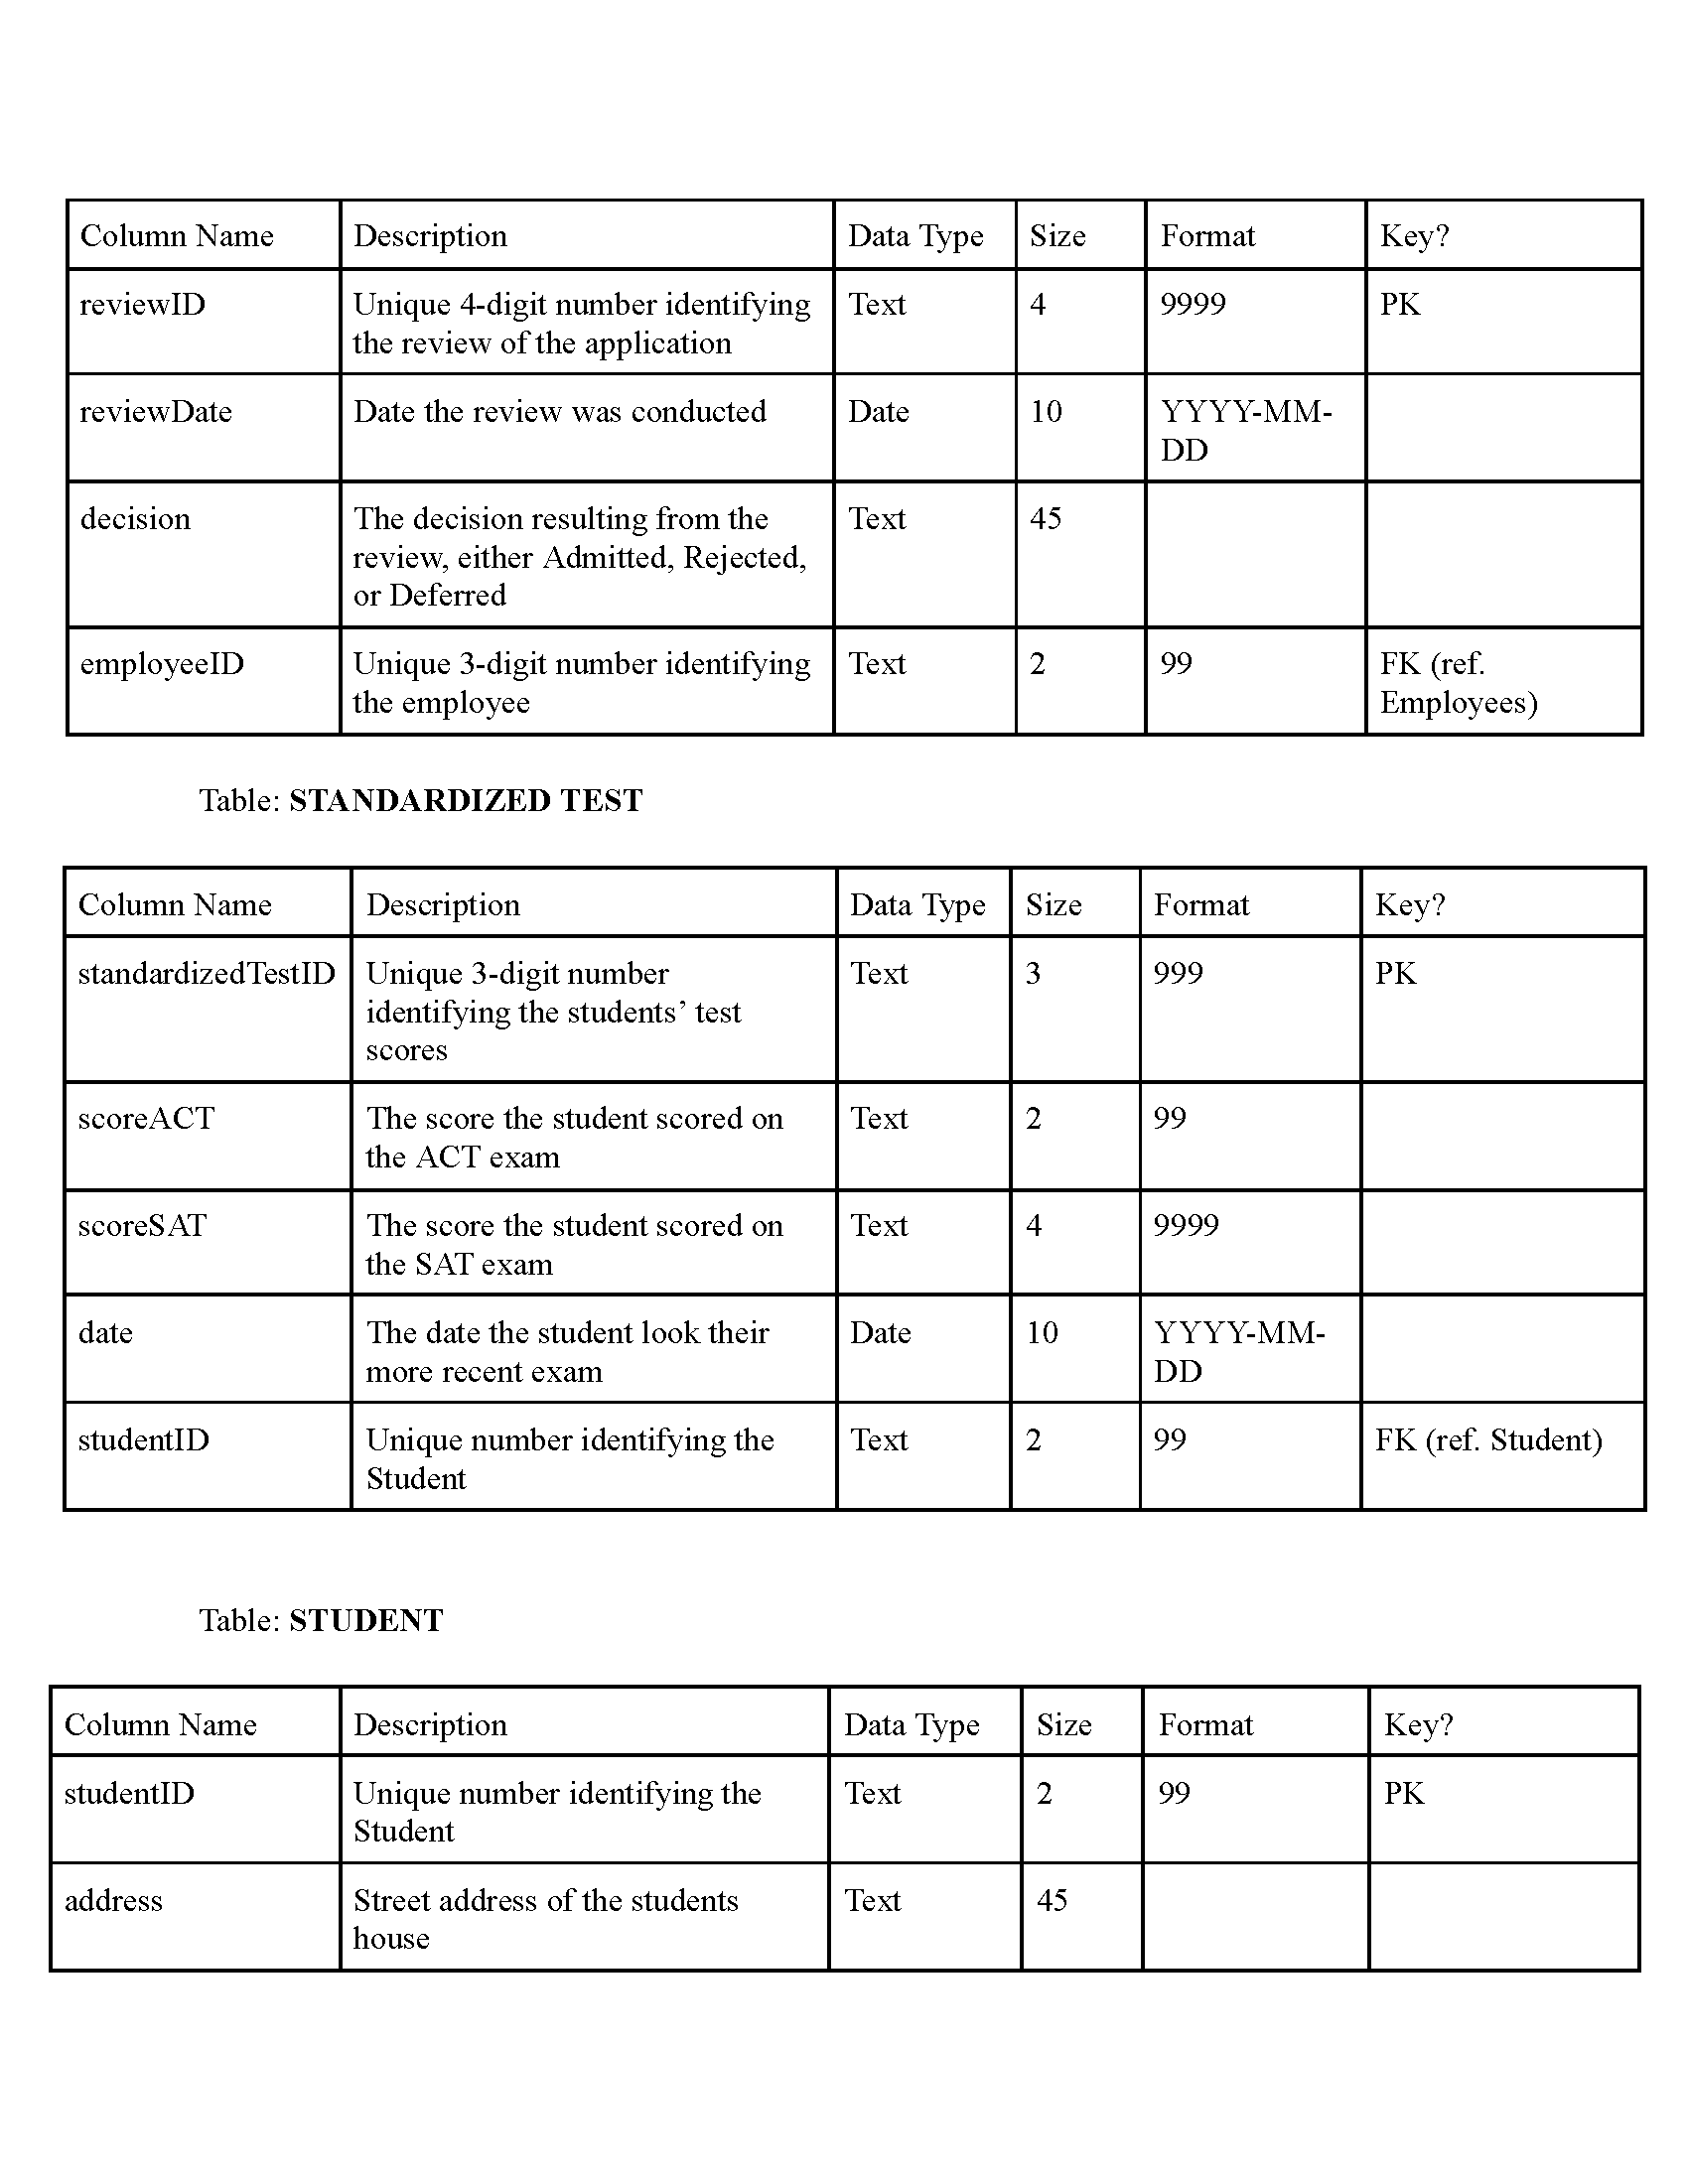 Column Name Description Data Type Size Format Key?
reviewID Unique 4-digit number identifying Text 4 9999 PK
the review of the application
reviewDate Date the review was conducted Date 10 YYYY-MM-
DD
decision The decision resulting from the Text 45
review, either Admitted, Rejected,
or Deferred
employeeID Unique 3-digit number identifying Text 2 99 FK (ref.
the employee Employees)
Table: STANDARDIZED TEST
Column Name Description Data Type Size Format Key?
standardizedTestID Unique 3-digit number Text 3 999 PK
identifying the students’ test
scores
scoreACT The score the student scored on Text 2 99
the ACT exam
scoreSAT The score the student scored on Text 4 9999
the SAT exam
date The date the student look their Date 10 YYYY-MM-
more recent exam DD
studentID Unique number identifying the Text 2 99 FK (ref. Student)
Student
Table: STUDENT
Column Name Description Data Type Size Format Key?
studentID Unique number identifying the Text 2 99 PK
Student
address Street address of the students Text 45
house